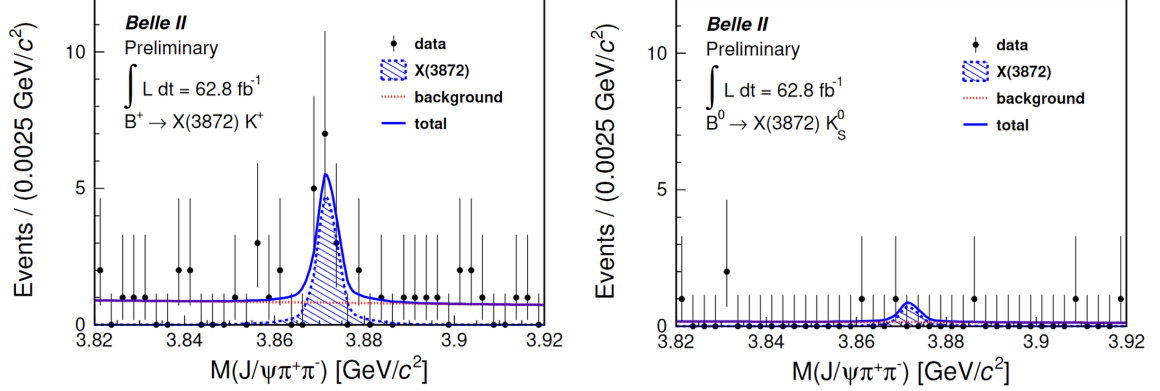 Belle II
Preliminary
∫ L dt = 62.8 fb⁻¹
B⁺ → X(3872) K⁺
data
X(3872)
background
total
Events / (0.0025 GeV/c²)
10
5
0
3.82 3.84 3.86 3.88 3.9 3.92
M(J/ψπ⁺π⁻) [GeV/c²]
Belle II
Preliminary
∫ L dt = 62.8 fb⁻¹
B⁰ → X(3872) K⁰_S
data
X(3872)
background
total
Events / (0.0025 GeV/c²)
10
5
0
3.82 3.84 3.86 3.88 3.9 3.92
M(J/ψπ⁺π⁻) [GeV/c²]